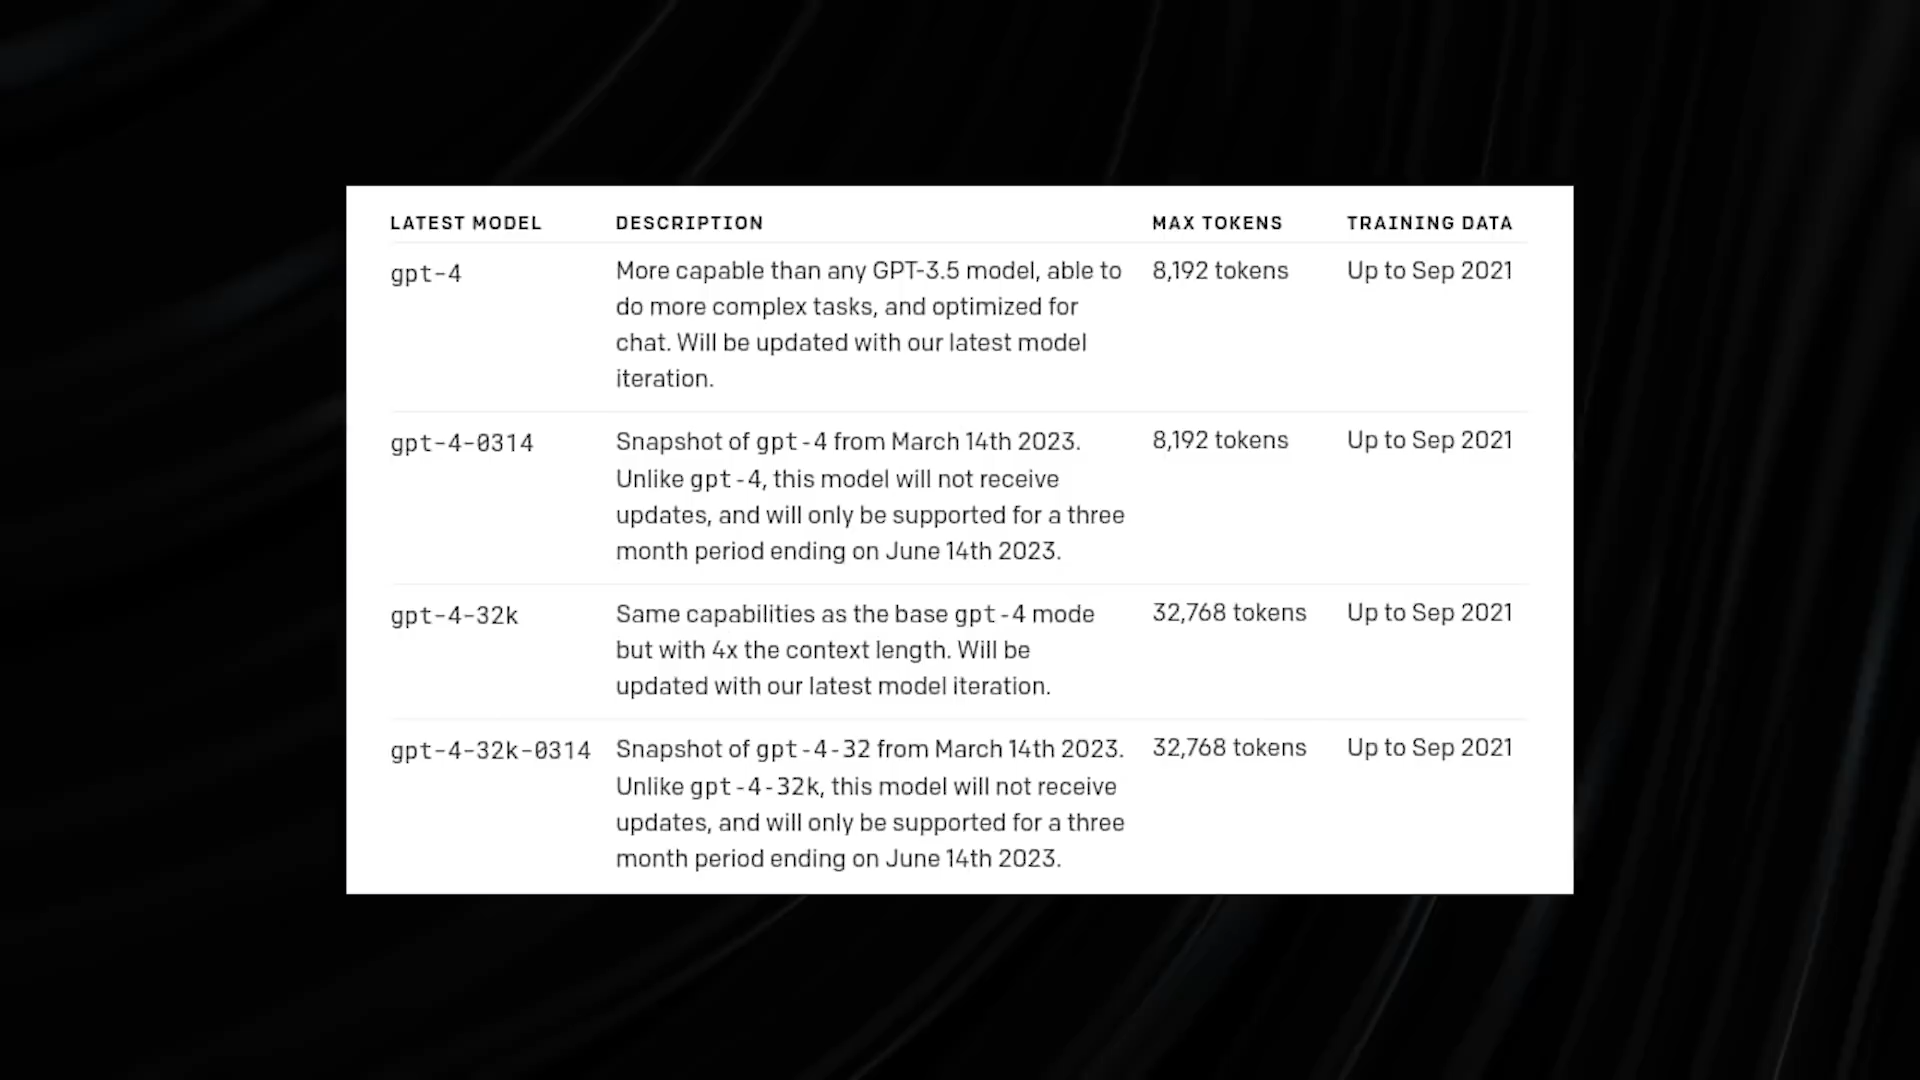 LATEST MODEL DESCRIPTION MAX TOKENS TRAINING DATA
gpt-4 More capable than any GPT-3.5 model, able to 8,192 tokens Up to Sep 2021
do more complex tasks, and optimized for
chat. Will be updated with our latest model
iteration.
gpt-4-0314 Snapshot of gpt-4 from March 14th 2023. 8,192 tokens Up to Sep 2021
Unlike gpt-4, this model will not receive
updates, and will only be supported for a three
month period ending on June 14th 2023.
gpt-4-32k Same capabilities as the base gpt-4 mode 32,768 tokens Up to Sep 2021
but with 4x the context length. Will be
updated with our latest model iteration.
gpt-4-32k-0314 Snapshot of gpt-4-32 from March 14th 2023. 32,768 tokens Up to Sep 2021
Unlike gpt-4-32k, this model will not receive
updates, and will only be supported for a three
month period ending on June 14th 2023.